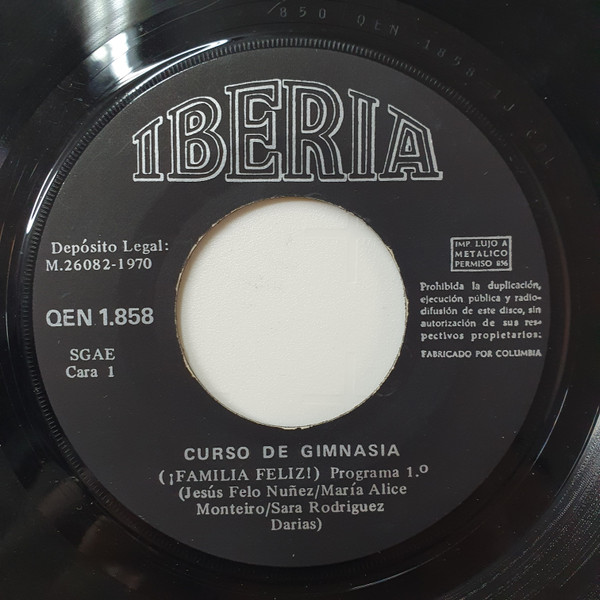 IBERIA
Depósito Legal:
M.26082-1970
QEN 1.858
SGAE
Cara 1
IMP LUJO A
METALICO
PERMISO 856
Prohibida la duplicación,
ejecución pública y radio-
difusión de este disco, sin
autorización de sus res-
pectivos propietarios:
FABRICADO POR COLUMBIA
CURSO DE GIMNASIA
(¡FAMILIA FELIZ!) Programa 1.º
(Jesús Felo Nuñez/María Alice
Monteiro/Sara Rodriguez
Darias)